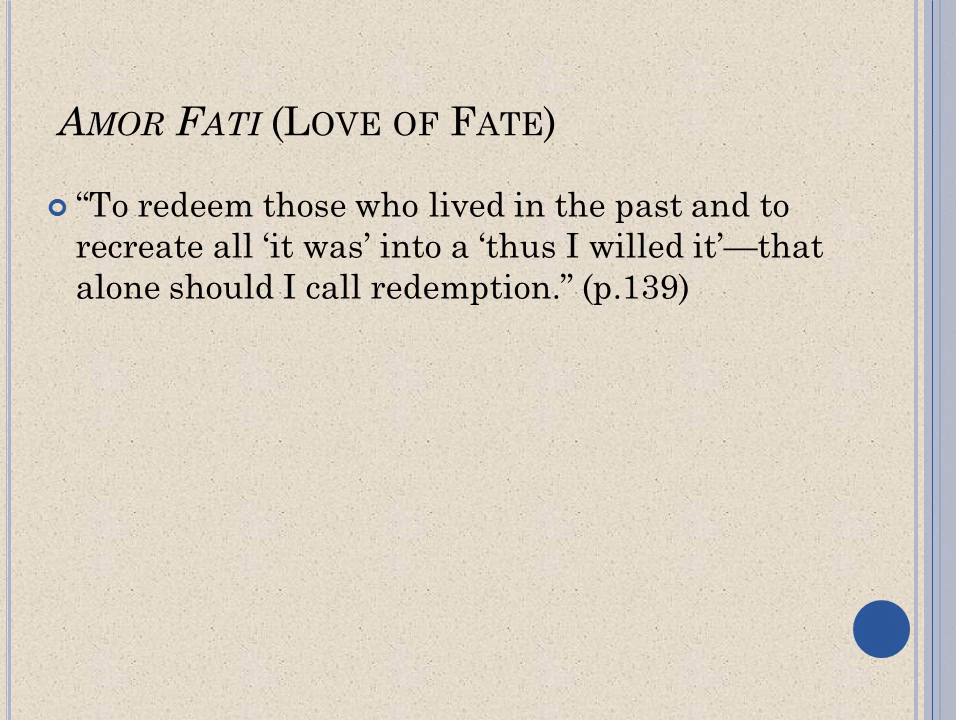 AMOR FATI (LOVE OF FATE)
“To redeem those who lived in the past and to
recreate all ‘it was’ into a ‘thus I willed it’—that
alone should I call redemption.” (p.139)